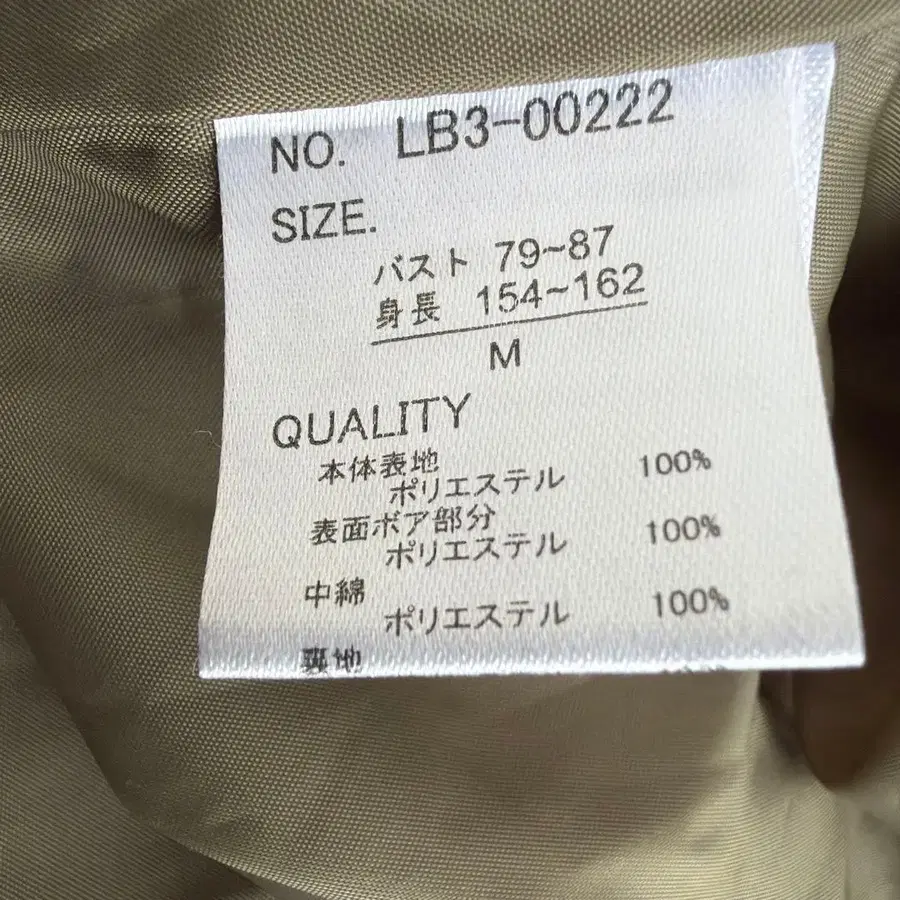 NO. LB3-00222
SIZE.
バスト 79~87
身長 154~162
M
QUALITY
本体表地
ポリエステル 100%
表面ボア部分
ポリエステル 100%
中綿
ポリエステル 100%
裏地